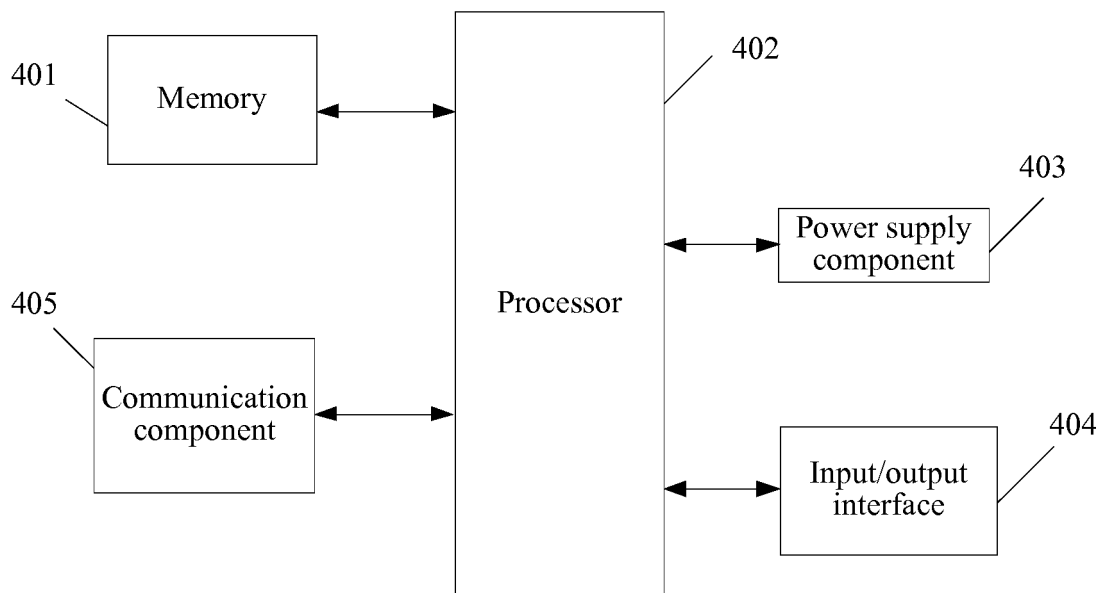 401
Memory
402
403
Power supply
component
Processor
405
Communication
component
404
Input/output
interface